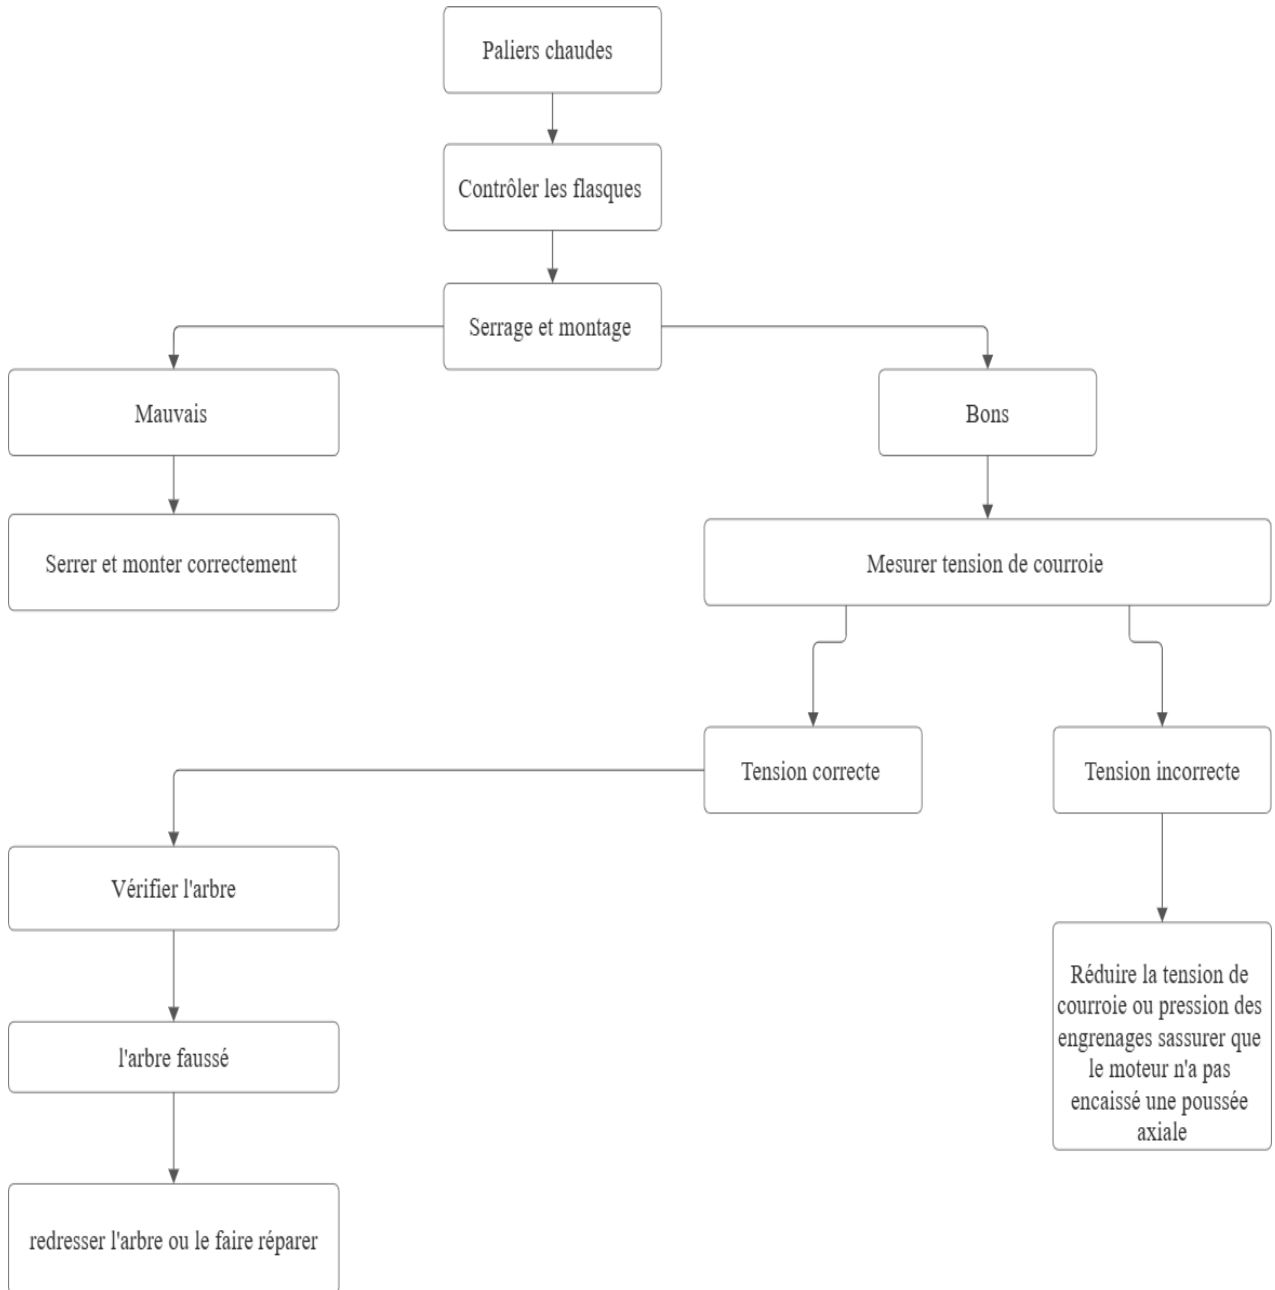 Paliers chaudes
Contrôler les flasques
Serrage et montage
Mauvais
Bons
Serrer et monter correctement
Mesurer tension de courroie
Tension correcte
Tension incorrecte
Vérifier l'arbre
Réduire la tension de
courroie ou pression des
engrenages sassurer que
le moteur n'a pas
encaissé une poussée
axiale
l'arbre faussé
redresser l'arbre ou le faire réparer